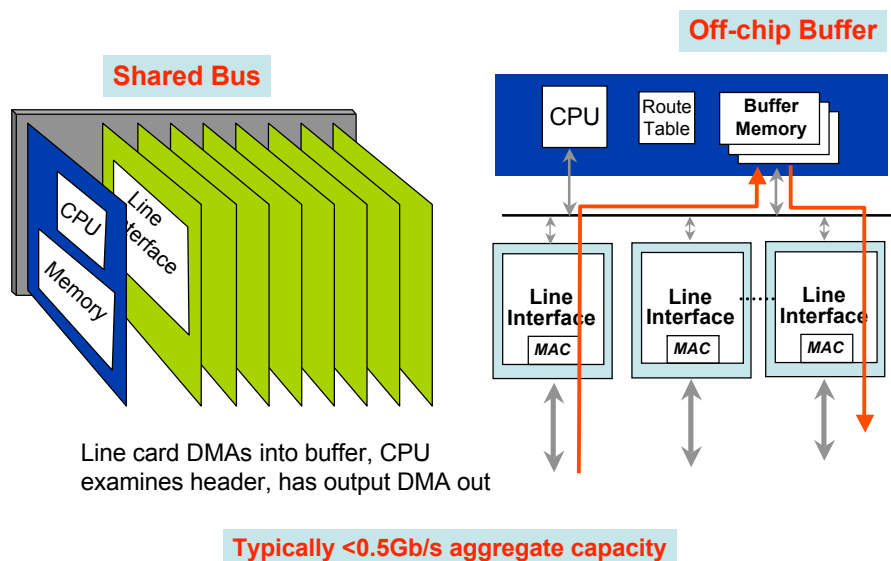 Off-chip Buffer
Shared Bus
CPU
Route
Table
Buffer
Memory
CPU
Memory
Line
Interface
Line
Interface
MAC
Line
Interface
MAC
Line
Interface
MAC
Line card DMAs into buffer, CPU
examines header, has output DMA out
Typically <0.5Gb/s aggregate capacity